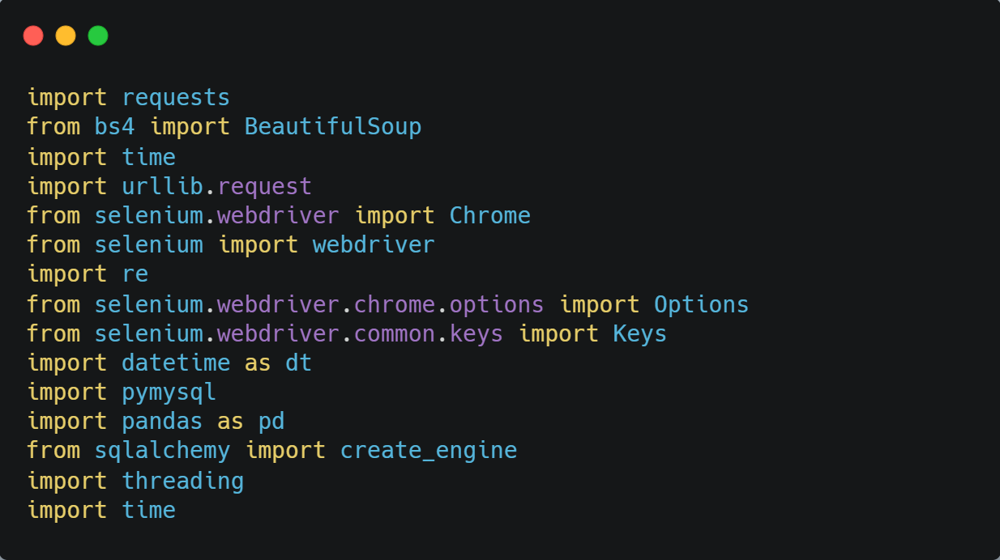 import requests
from bs4 import BeautifulSoup
import time
import urllib.request
from selenium.webdriver import Chrome
from selenium import webdriver
import re
from selenium.webdriver.chrome.options import Options
from selenium.webdriver.common.keys import Keys
import datetime as dt
import pymysql
import pandas as pd
from sqlalchemy import create_engine
import threading
import time